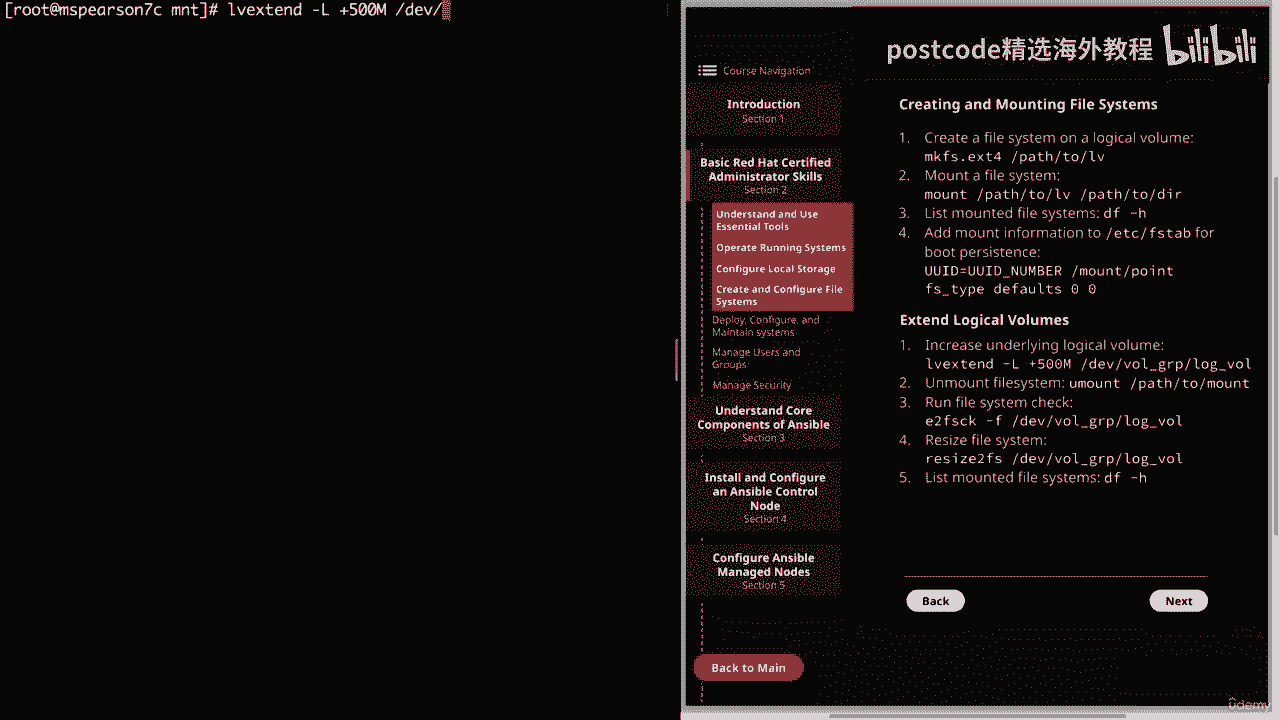 [root@mspearson7c mnt]# lvextend -L +500M /dev/
postcode精选海外教程 bilibili
Course Navigation
Introduction
Section 1
Basic Red Hat Certified
Administrator Skills
Section 2
Understand and Use
Essential Tools
Operate Running Systems
Configure Local Storage
Create and Configure File
Systems
Deploy, Configure, and
Maintain systems
Manage Users and
Groups
Manage Security
Understand Core
Components of Ansible
Section 3
Install and Configure
an Ansible Control
Node
Section 4
Configure Ansible
Managed Nodes
Section 5
Back to Main
Creating and Mounting File Systems
1. Create a file system on a logical volume:
mkfs.ext4 /path/to/lv
2. Mount a file system:
mount /path/to/lv /path/to/dir
3. List mounted file systems: df -h
4. Add mount information to /etc/fstab for
boot persistence:
UUID=UUID_NUMBER /mount/point
fs_type defaults 0 0
Extend Logical Volumes
1. Increase underlying logical volume:
lvextend -L +500M /dev/vol_grp/log_vol
2. Unmount filesystem: umount /path/to/mount
3. Run file system check:
e2fsck -f /dev/vol_grp/log_vol
4. Resize file system:
resize2fs /dev/vol_grp/log_vol
5. List mounted file systems: df -h
Back
Next
ûdemy